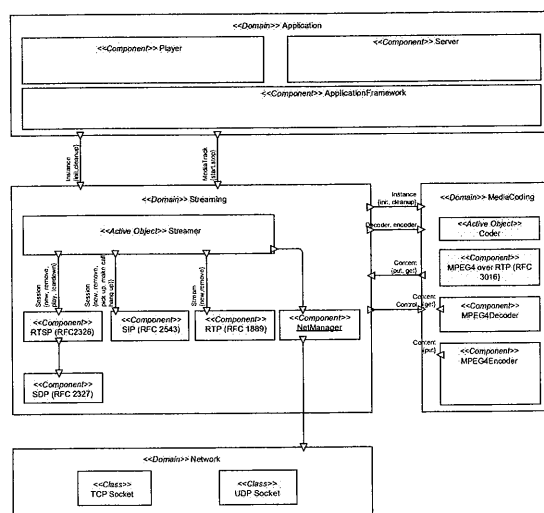 <<Domain>> Application
<<Component>> Player
<<Component>> Server
<<Component>> ApplicationFramework
Instance
{init,cleanup}
MediaTrack
{start,stop}
<<Domain>> Streaming
<<Active Object>> Streamer
Session
{new, remove,
play, teardown}
Session
{new, remove,
pick up, make call,
hang up}
Stream
{new,remove}
<<Component>>
RTSP (RFC2326)
<<Component>>
SIP (RFC 2543)
<<Component>>
RTP (RFC 1889)
<<Component>>
NetManager
<<Component>>
SDP (RFC 2327)
Instance
{init, cleanup}
Decoder, encoder
Content
{put, get}
Control
<<Domain>> MediaCoding
<<Active Object>>
Coder
<<Component>>
MPEG4 over RTP (RFC
3016)
Content
{get}
<<Component>>
MPEG4Decoder
Content
{put}
<<Component>>
MPEG4Encoder
<<Domain>> Network
<<Class>>
TCP Socket
<<Class>>
UDP Socket